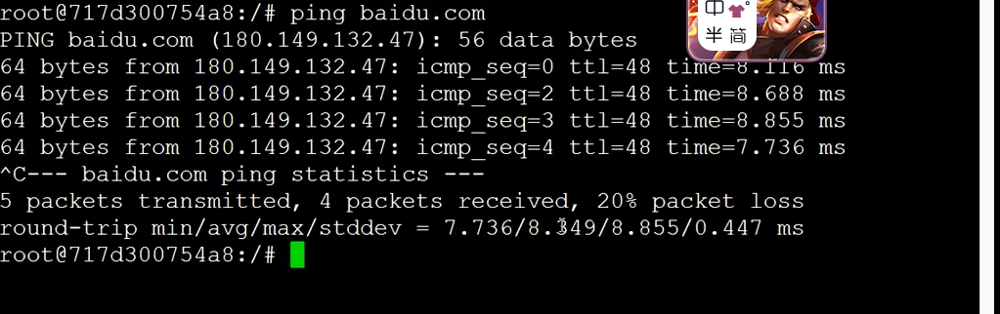 root@717d300754a8:/# ping baidu.com
PING baidu.com (180.149.132.47): 56 data bytes
64 bytes from 180.149.132.47: icmp_seq=0 ttl=48 time=8.116 ms
64 bytes from 180.149.132.47: icmp_seq=2 ttl=48 time=8.688 ms
64 bytes from 180.149.132.47: icmp_seq=3 ttl=48 time=8.855 ms
64 bytes from 180.149.132.47: icmp_seq=4 ttl=48 time=7.736 ms
^C--- baidu.com ping statistics ---
5 packets transmitted, 4 packets received, 20% packet loss
round-trip min/avg/max/stddev = 7.736/8.349/8.855/0.447 ms
root@717d300754a8:/#
中
半 简